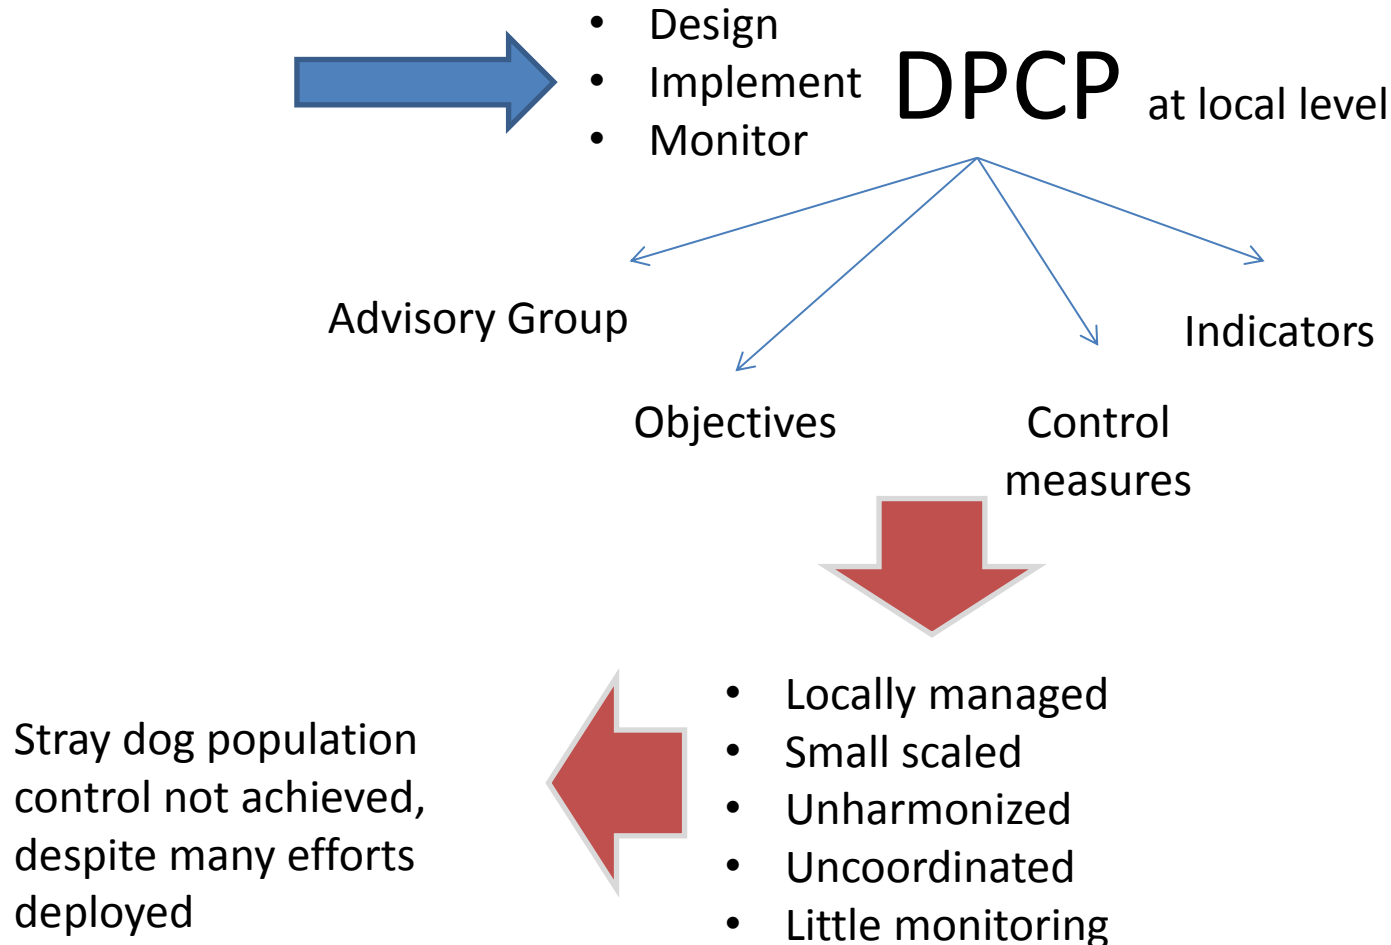 • Design
• Implement
• Monitor
DPCP at local level
Advisory Group
Indicators
Objectives
Control
measures
• Locally managed
• Small scaled
• Unharmonized
• Uncoordinated
• Little monitoring
Stray dog population
control not achieved,
despite many efforts
deployed